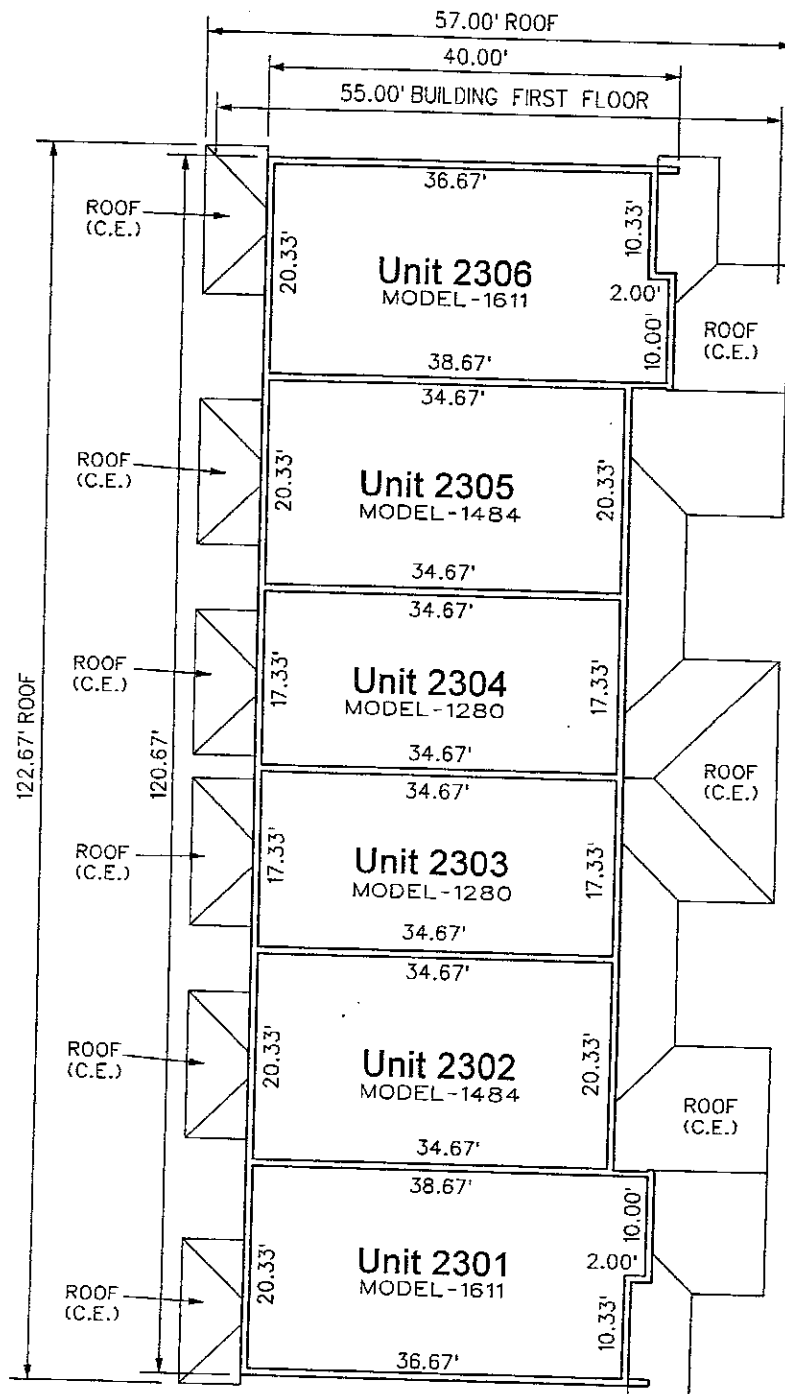 57.00' ROOF
40.00'
55.00' BUILDING FIRST FLOOR
122.67' ROOF
120.67'
ROOF
(C.E.)
36.67'
20.33'
Unit 2306
MODEL-1611
10.33'
2.00'
10.00'
38.67'
ROOF
(C.E.)
34.67'
ROOF
(C.E.)
20.33'
Unit 2305
MODEL-1484
20.33'
34.67'
34.67'
ROOF
(C.E.)
17.33'
Unit 2304
MODEL-1280
17.33'
34.67'
ROOF
(C.E.)
34.67'
ROOF
(C.E.)
17.33'
Unit 2303
MODEL-1280
17.33'
34.67'
34.67'
ROOF
(C.E.)
20.33'
Unit 2302
MODEL-1484
20.33'
34.67'
ROOF
(C.E.)
38.67'
ROOF
(C.E.)
20.33'
Unit 2301
MODEL-1611
10.00'
2.00'
10.33'
36.67'